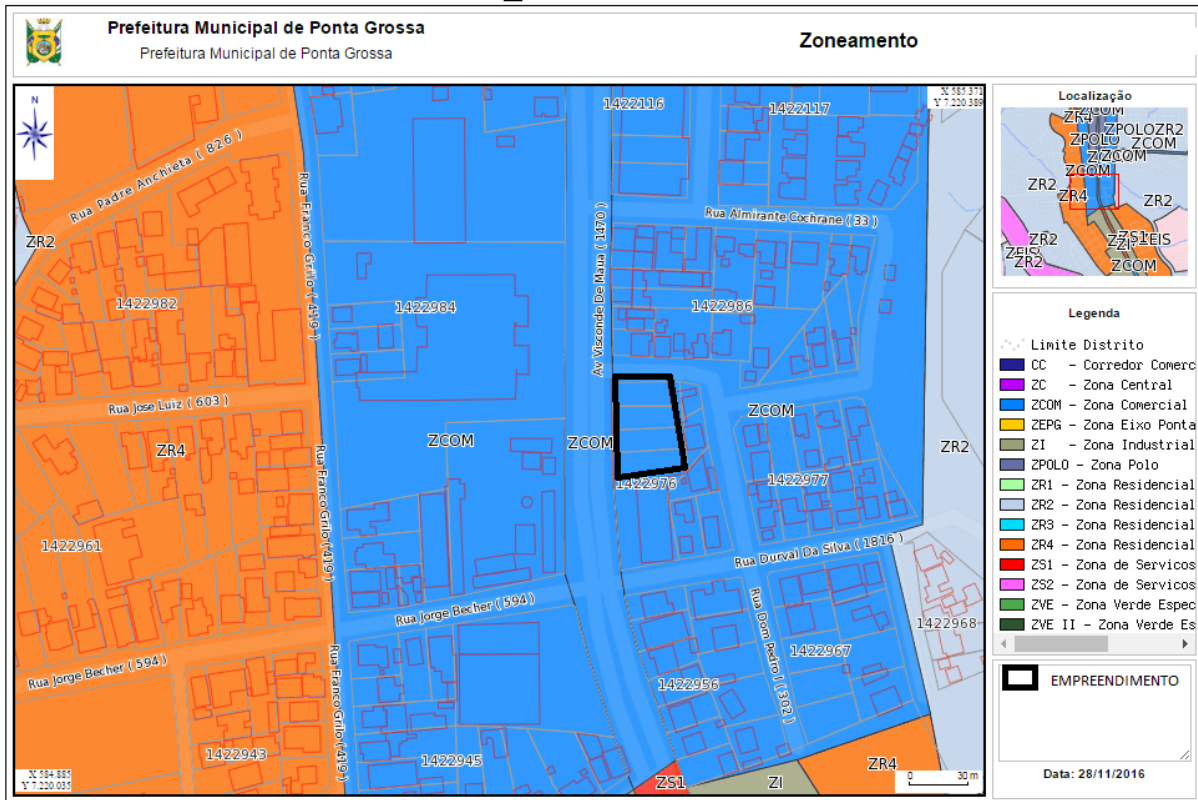 Prefeitura Municipal de Ponta Grossa
Prefeitura Municipal de Ponta Grossa
Zoneamento
N
X 585.371
Y 7.220.389
1422116
1422117
Rua Padre Anchieta ( 826 )
Rua Franco Grilo ( 419 )
Av Visconde De Maua ( 1470 )
Rua Almirante Cochrane ( 33 )
ZR2
1422982
1422984
1422986
Rua Jose Luiz ( 603 )
ZR4
ZCOM
ZCOM
ZCOM
ZR2
Rua Franco Grilo ( 419 )
1422976
1422977
1422961
Rua Durval Da Silva ( 1816 )
Rua Jorge Becher ( 594 )
Rua Dom Pedro I ( 302 )
1422968
1422967
Rua Jorge Becher ( 594 )
Rua Franco Grilo ( 419 )
1422956
1422943
1422945
ZR4
ZS1
ZI
X 584.885
Y 7.220.035
0 30 m
Localização
ZR4
ZCOM
ZPOLO
ZPOLO
ZR2
ZCOM
ZCOM
ZCOM
ZR2
ZR4
ZR2
ZR2
ZS1
ZEIS
ZEIS
ZR2
ZCOM
Legenda
Limite Distrito
CC - Corredor Comerc
ZC - Zona Central
ZCOM - Zona Comercial
ZEPG - Zona Eixo Ponta
ZI - Zona Industrial
ZPOLO - Zona Polo
ZR1 - Zona Residencial
ZR2 - Zona Residencial
ZR3 - Zona Residencial
ZR4 - Zona Residencial
ZS1 - Zona de Servicos
ZS2 - Zona de Servicos
ZVE - Zona Verde Espec
ZVE II - Zona Verde Es
EMPREENDIMENTO
Data: 28/11/2016